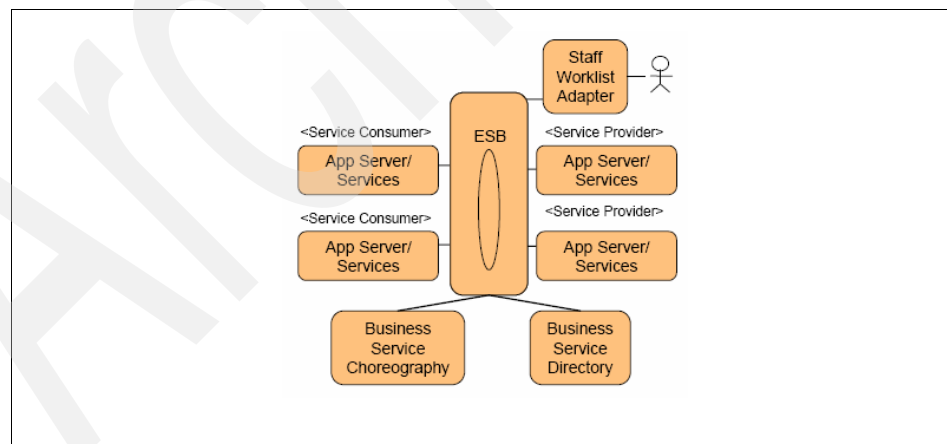 Staff
Worklist
Adapter
ESB
<Service Consumer>
App Server/
Services
<Service Provider>
App Server/
Services
<Service Consumer>
App Server/
Services
<Service Provider>
App Server/
Services
Business
Service
Choreography
Business
Service
Directory